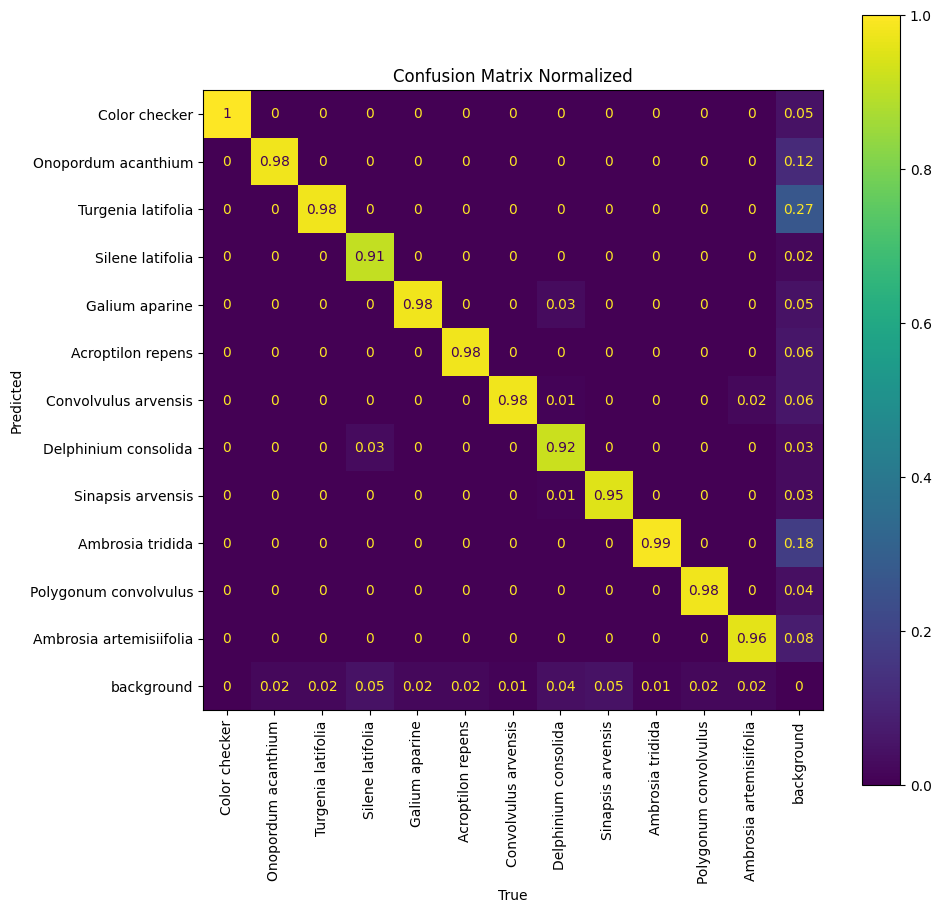 Confusion Matrix Normalized
Predicted
Color checker 1 0 0 0 0 0 0 0 0 0 0 0 0.05
Onopordum acanthium 0 0.98 0 0 0 0 0 0 0 0 0 0 0.12
Turgenia latifolia 0 0 0.98 0 0 0 0 0 0 0 0 0 0.27
Silene latifolia 0 0 0 0.91 0 0 0 0 0 0 0 0 0.02
Galium aparine 0 0 0 0 0.98 0 0 0.03 0 0 0 0 0.05
Acroptilon repens 0 0 0 0 0 0.98 0 0 0 0 0 0 0.06
Convolvulus arvensis 0 0 0 0 0 0 0.98 0.01 0 0 0 0.02 0.06
Delphinium consolida 0 0 0 0.03 0 0 0 0.92 0 0 0 0 0.03
Sinapsis arvensis 0 0 0 0 0 0 0 0.01 0.95 0 0 0 0.03
Ambrosia tridida 0 0 0 0 0 0 0 0 0 0.99 0 0 0.18
Polygonum convolvulus 0 0 0 0 0 0 0 0 0 0 0.98 0 0.04
Ambrosia artemisiifolia 0 0 0 0 0 0 0 0 0 0 0 0.96 0.08
background 0 0.02 0.02 0.05 0.02 0.02 0.01 0.04 0.05 0.01 0.02 0.02 0
Color checker
Onopordum acanthium
Turgenia latifolia
Silene latifolia
Galium aparine
Acroptilon repens
Convolvulus arvensis
Delphinium consolida
Sinapsis arvensis
Ambrosia tridida
Polygonum convolvulus
Ambrosia artemisiifolia
background
True
1.0
0.8
0.6
0.4
0.2
0.0